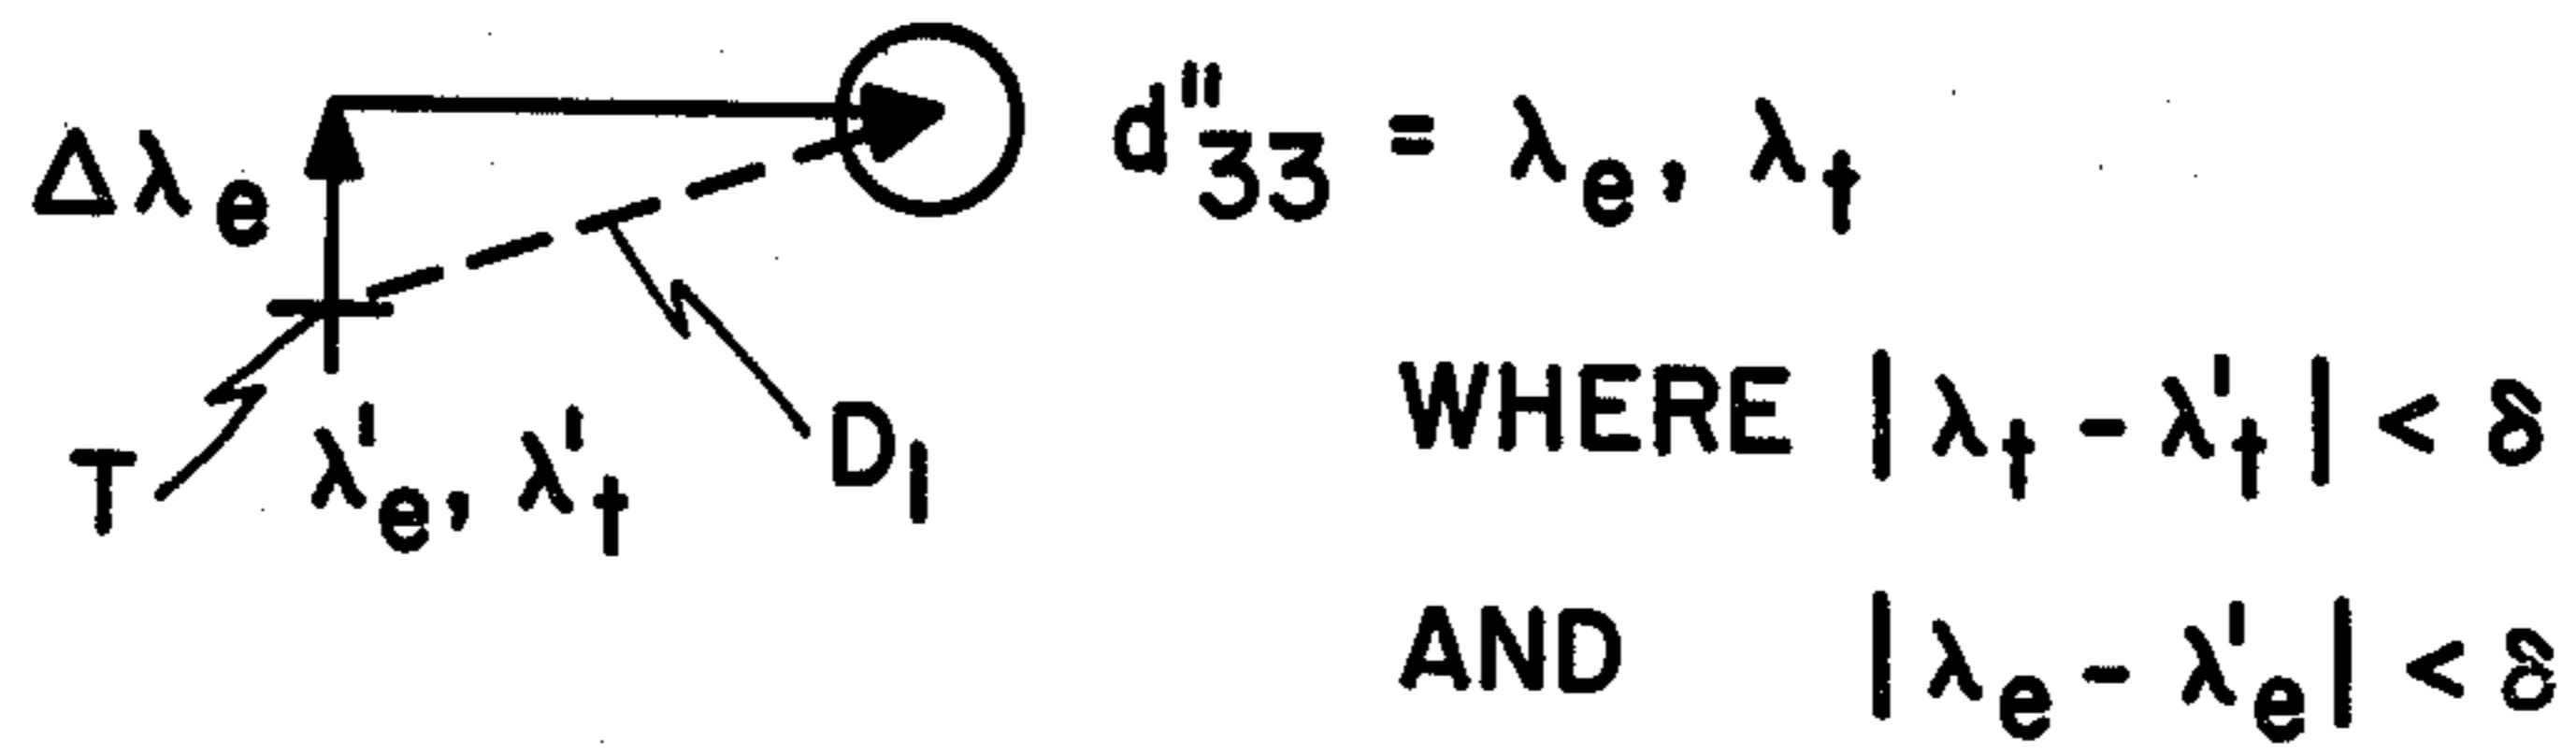 Δλe
d"33 = λe, λt
T
λ'e, λ't
D1
WHERE |λt - λ't| < δ
AND |λe - λ'e| < δ